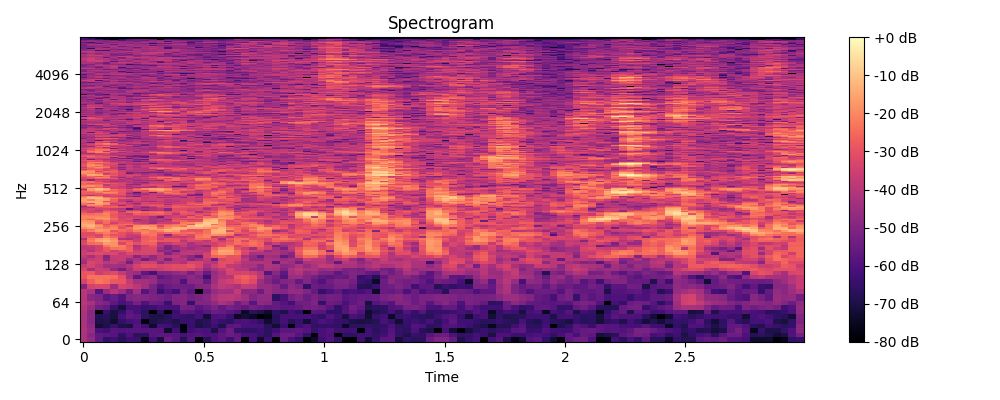 Spectrogram
Hz
4096
2048
1024
512
256
128
64
0
0
0.5
1
1.5
2
2.5
Time
+0 dB
-10 dB
-20 dB
-30 dB
-40 dB
-50 dB
-60 dB
-70 dB
-80 dB